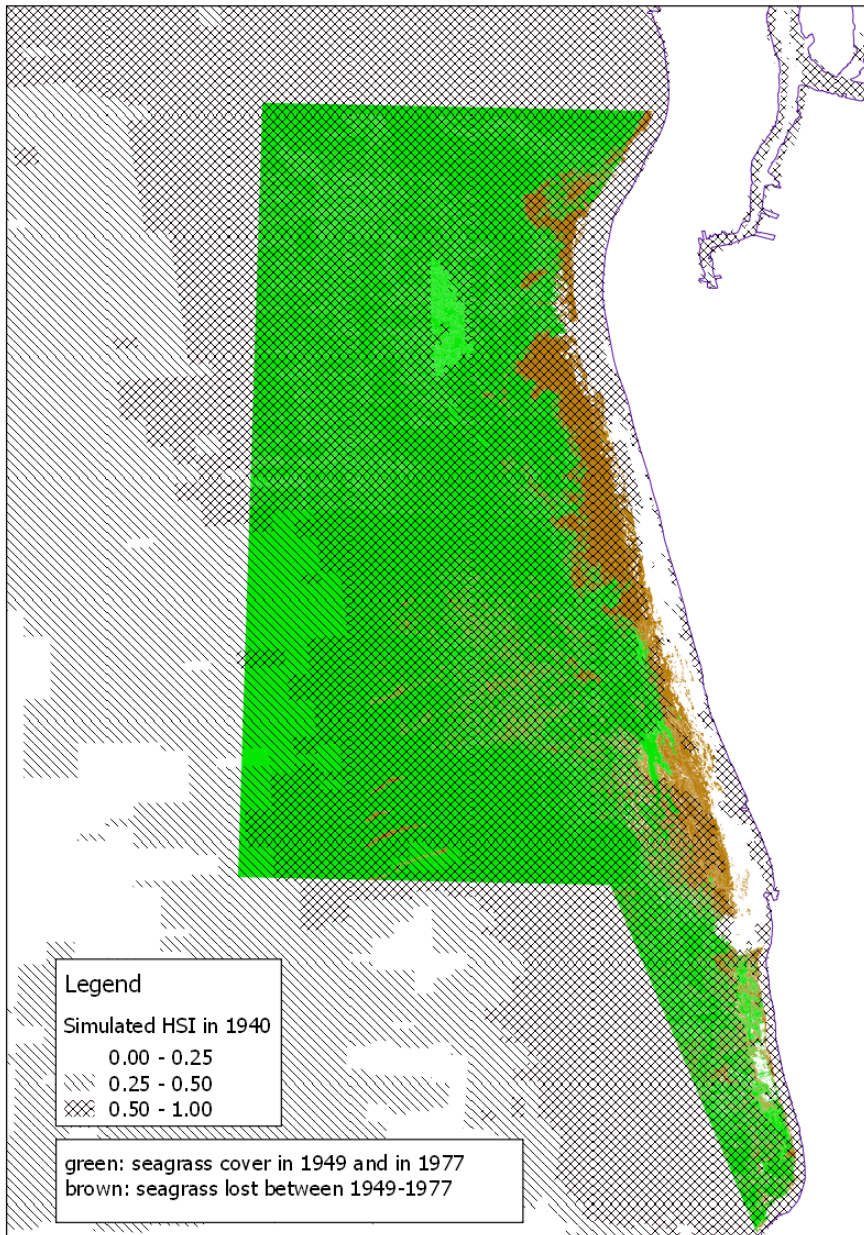 Legend
Simulated HSI in 1940
0.00 - 0.25
0.25 - 0.50
0.50 - 1.00
green: seagrass cover in 1949 and in 1977
brown: seagrass lost between 1949-1977